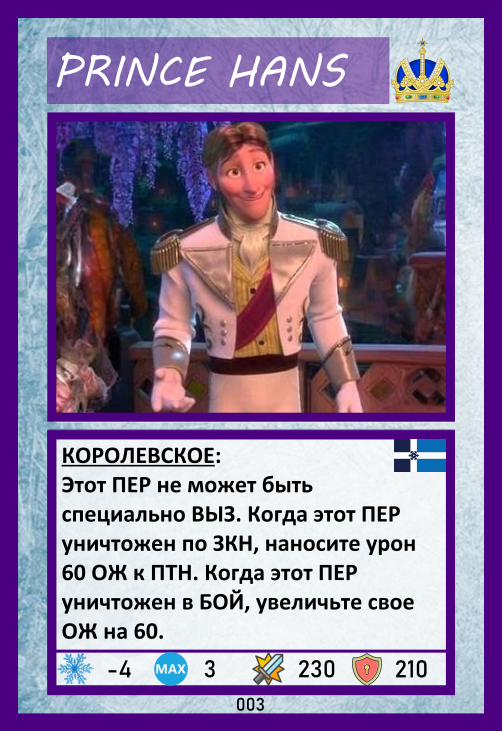 PRINCE HANS
КОРОЛЕВСКОЕ:
Этот ПЕР не может быть
специально ВЫЗ. Когда этот ПЕР
уничтожен по ЗКН, наносите урон
60 ОЖ к ПТН. Когда этот ПЕР
уничтожен в БОЙ, увеличьте свое
ОЖ на 60.
-4 MAX 3 230 210
003